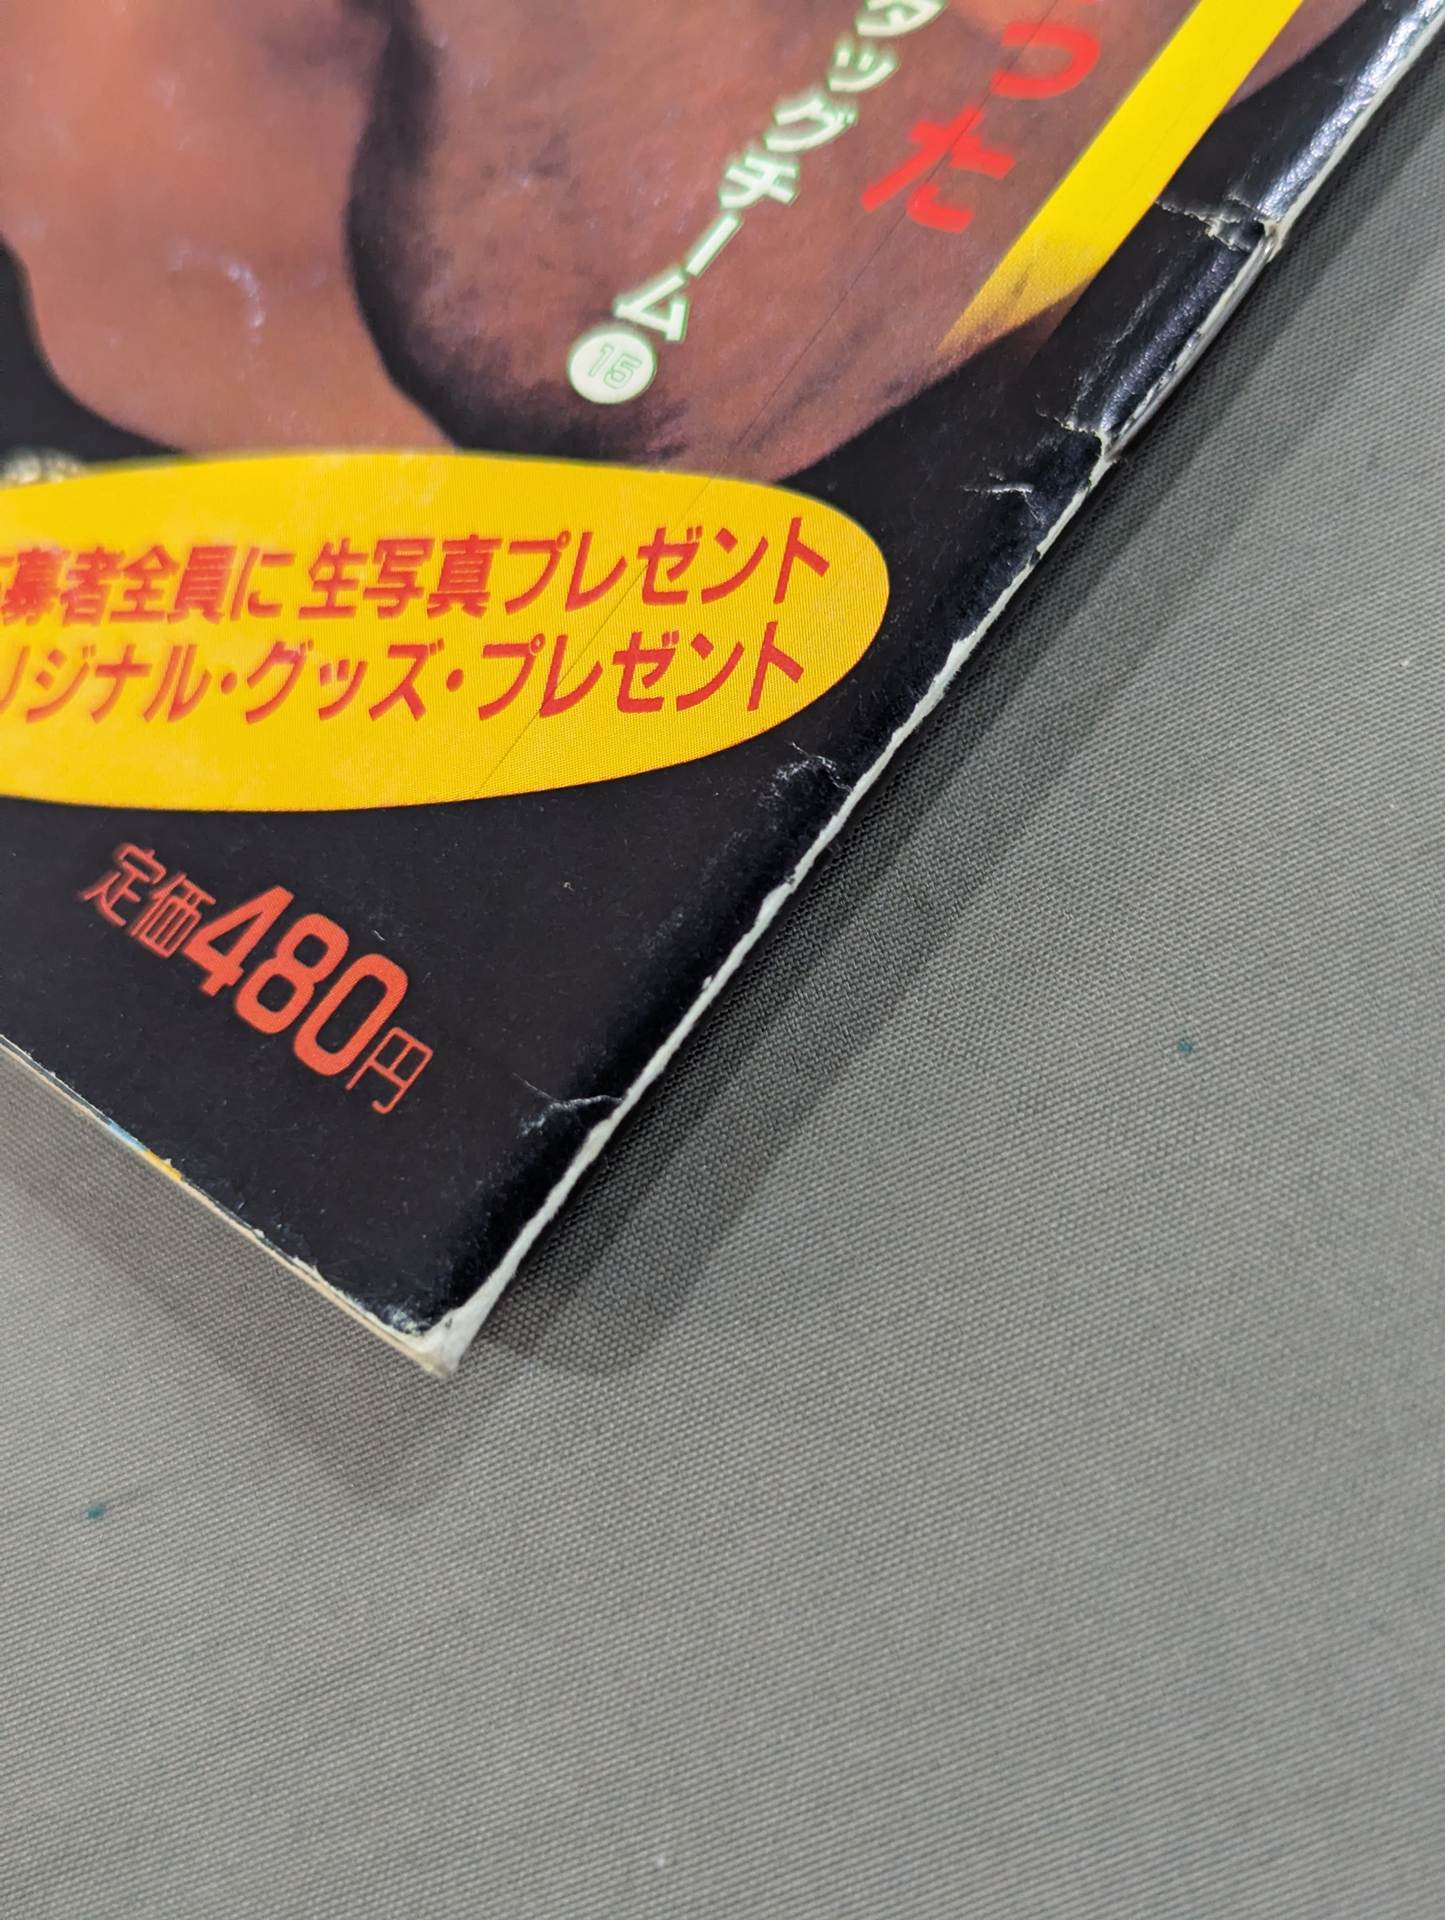 った
タッグチーム⑮
募者全員に 生写真プレゼント
リジナル・グッズ・プレゼント
定価480円